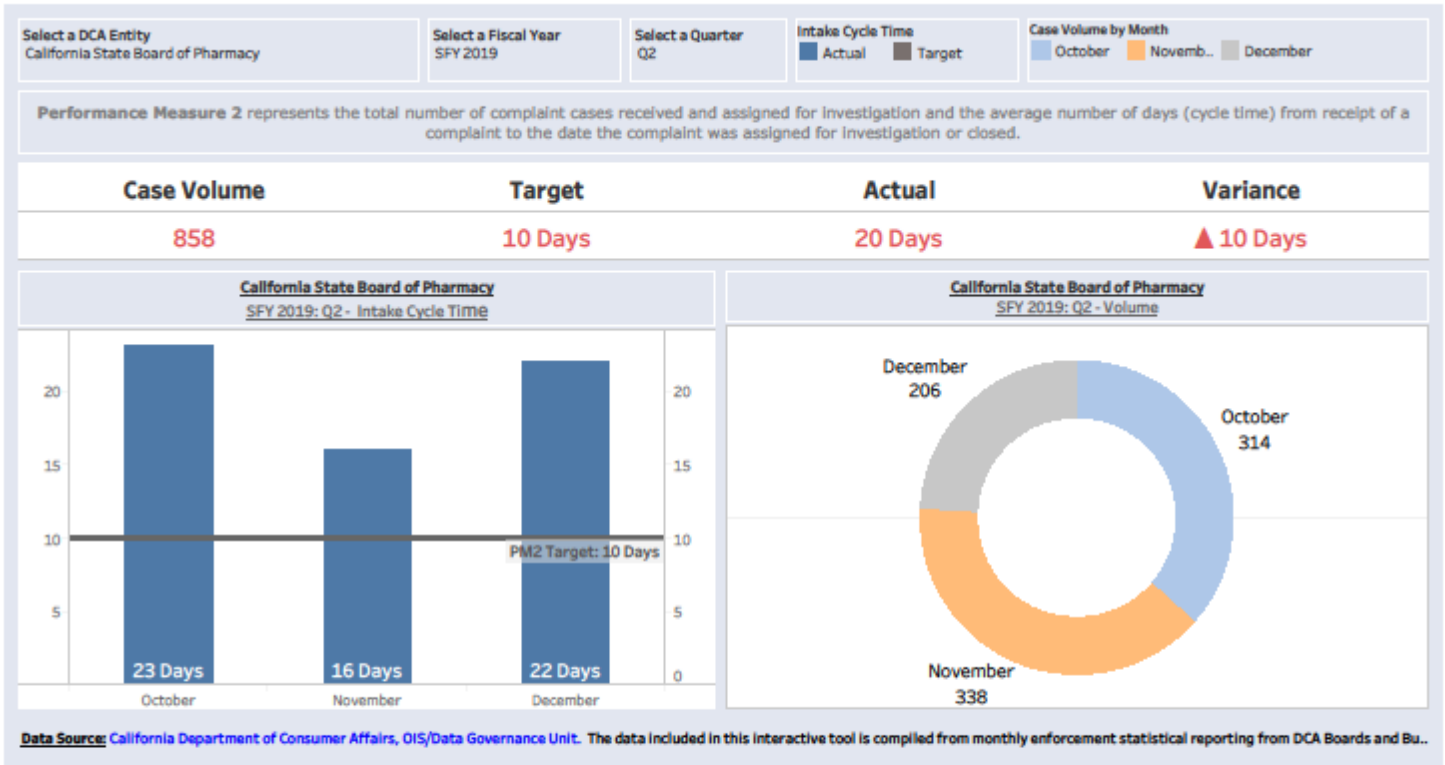 Select a DCA Entity
California State Board of Pharmacy
Select a Fiscal Year
SFY 2019
Select a Quarter
Q2
Intake Cycle Time
Actual Target
Case Volume by Month
October Novemb.. December
Performance Measure 2 represents the total number of complaint cases received and assigned for investigation and the average number of days (cycle time) from receipt of a
complaint to the date the complaint was assigned for investigation or closed.
Case Volume Target Actual Variance
858 10 Days 20 Days ▲ 10 Days
California State Board of Pharmacy
SFY 2019: Q2 - Intake Cycle Time
20 20
15 15
10 10
PM2 Target: 10 Days
5 5
0
23 Days 16 Days 22 Days
October November December
California State Board of Pharmacy
SFY 2019: Q2 - Volume
December
206
October
314
November
338
Data Source: California Department of Consumer Affairs, OIS/Data Governance Unit. The data included in this interactive tool is compiled from monthly enforcement statistical reporting from DCA Boards and Bu..